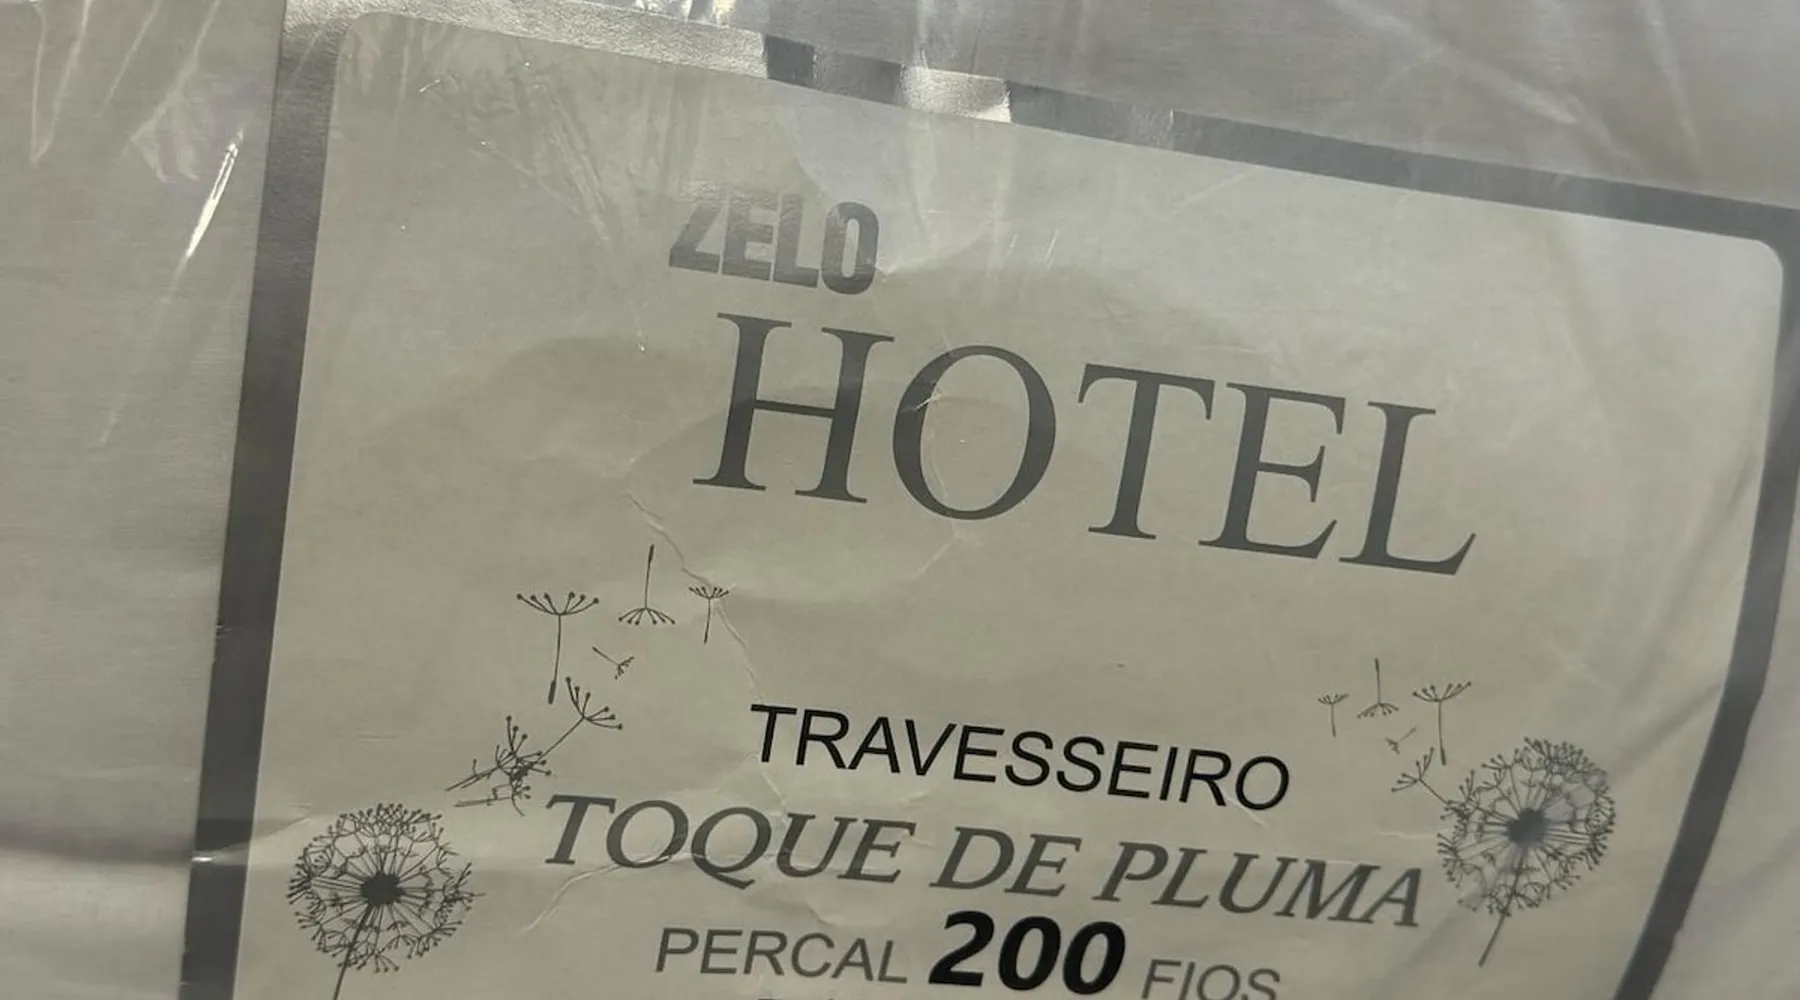 ZELO
HOTEL
TRAVESSEIRO
TOQUE DE PLUMA
PERCAL 200 FIOS